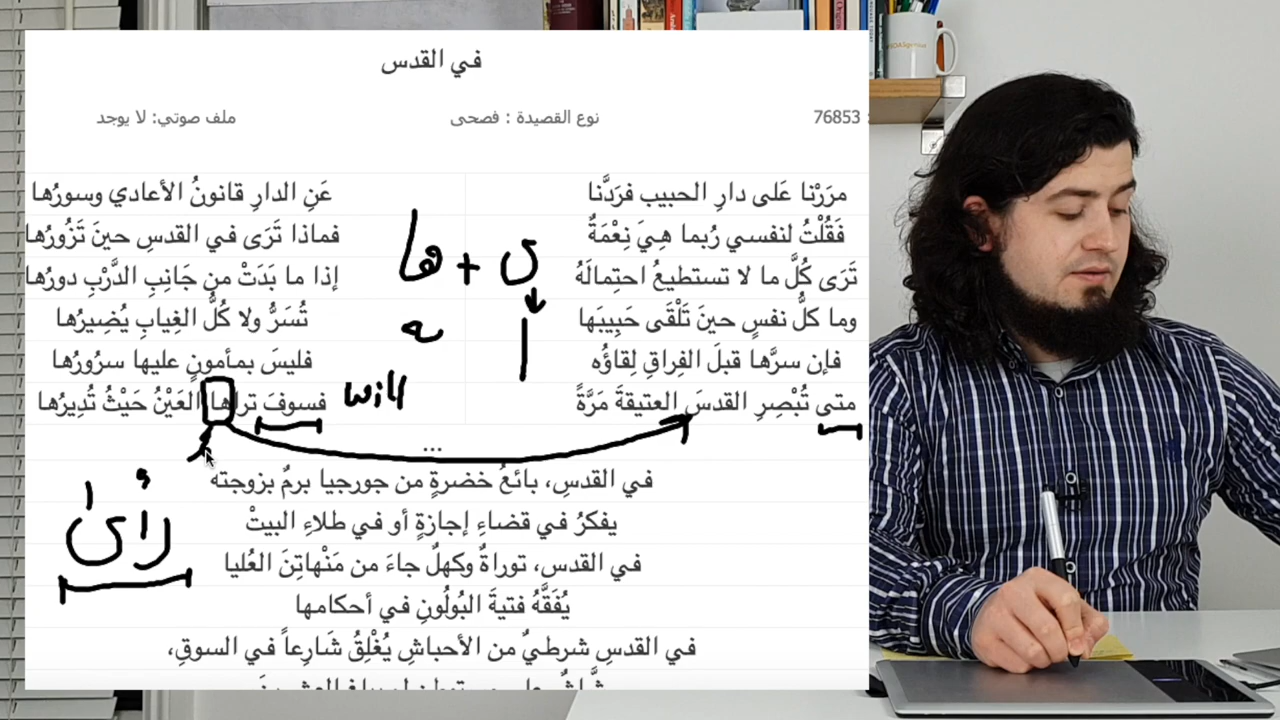 في القدس
76853
نوع القصيدة : فصحى
ملف صوتي: لا يوجد
مرَرْنا عَلى دارِ الحبيب فرَدَّنا عَنِ الدارِ قانونُ الأعادي وسورُها
فَقُلْتُ لنفسي رُبما هِيَ نِعْمَةٌ فماذا تَرَى في القدسِ حينَ تَزُورُها
تَرَى كُلَّ ما لا تستطيعُ احتِمالَهُ إذا ما بَدَتْ من جَانِبِ الدَّرْبِ دورُها
وما كلُّ نفسٍ حينَ تَلْقَى حَبِيبَها تُسَرُّ ولا كُلُّ الغِيابِ يُضِيرُها
فإن سرَّها قبلَ الفِراقِ لِقاؤُه فليسَ بمأمونٍ عليها سرُورُها
متى تُبْصِرِ القدسَ العتيقةَ مَرَّةً فسوفَ تراها العَيْنُ حَيْثُ تُدِيرُها
ى + ها
ا
ه
will
رأى
...
في القدسِ، بائعُ خضرةٍ من جورجيا برمٌ بزوجته
يفكرُ في قضاءِ إجازةٍ أو في طلاءِ البيتْ
في القدس، توراةٌ وكهلٌ جاءَ من مَنْهاتِنَ العُليا
يُفَقَّهُ فتيةَ البُولُونِ في أحكامها
في القدسِ شرطيٌ من الأحباشِ يُغْلِقُ شَارِعاً في السوقِ،